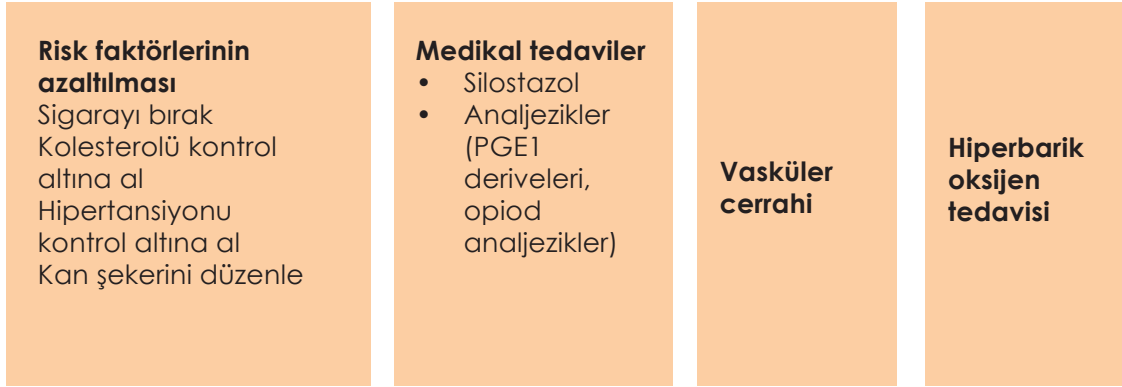 Risk faktörlerinin
azaltılması
Sigarayı bırak
Kolesterolü kontrol
altına al
Hipertansiyonu
kontrol altına al
Kan şekerini düzenle
Medikal tedaviler
• Silostazol
• Analjezikler
(PGE1
deriveleri,
opiod
analjezikler)
Vasküler
cerrahi
Hiperbarik
oksijen
tedavisi